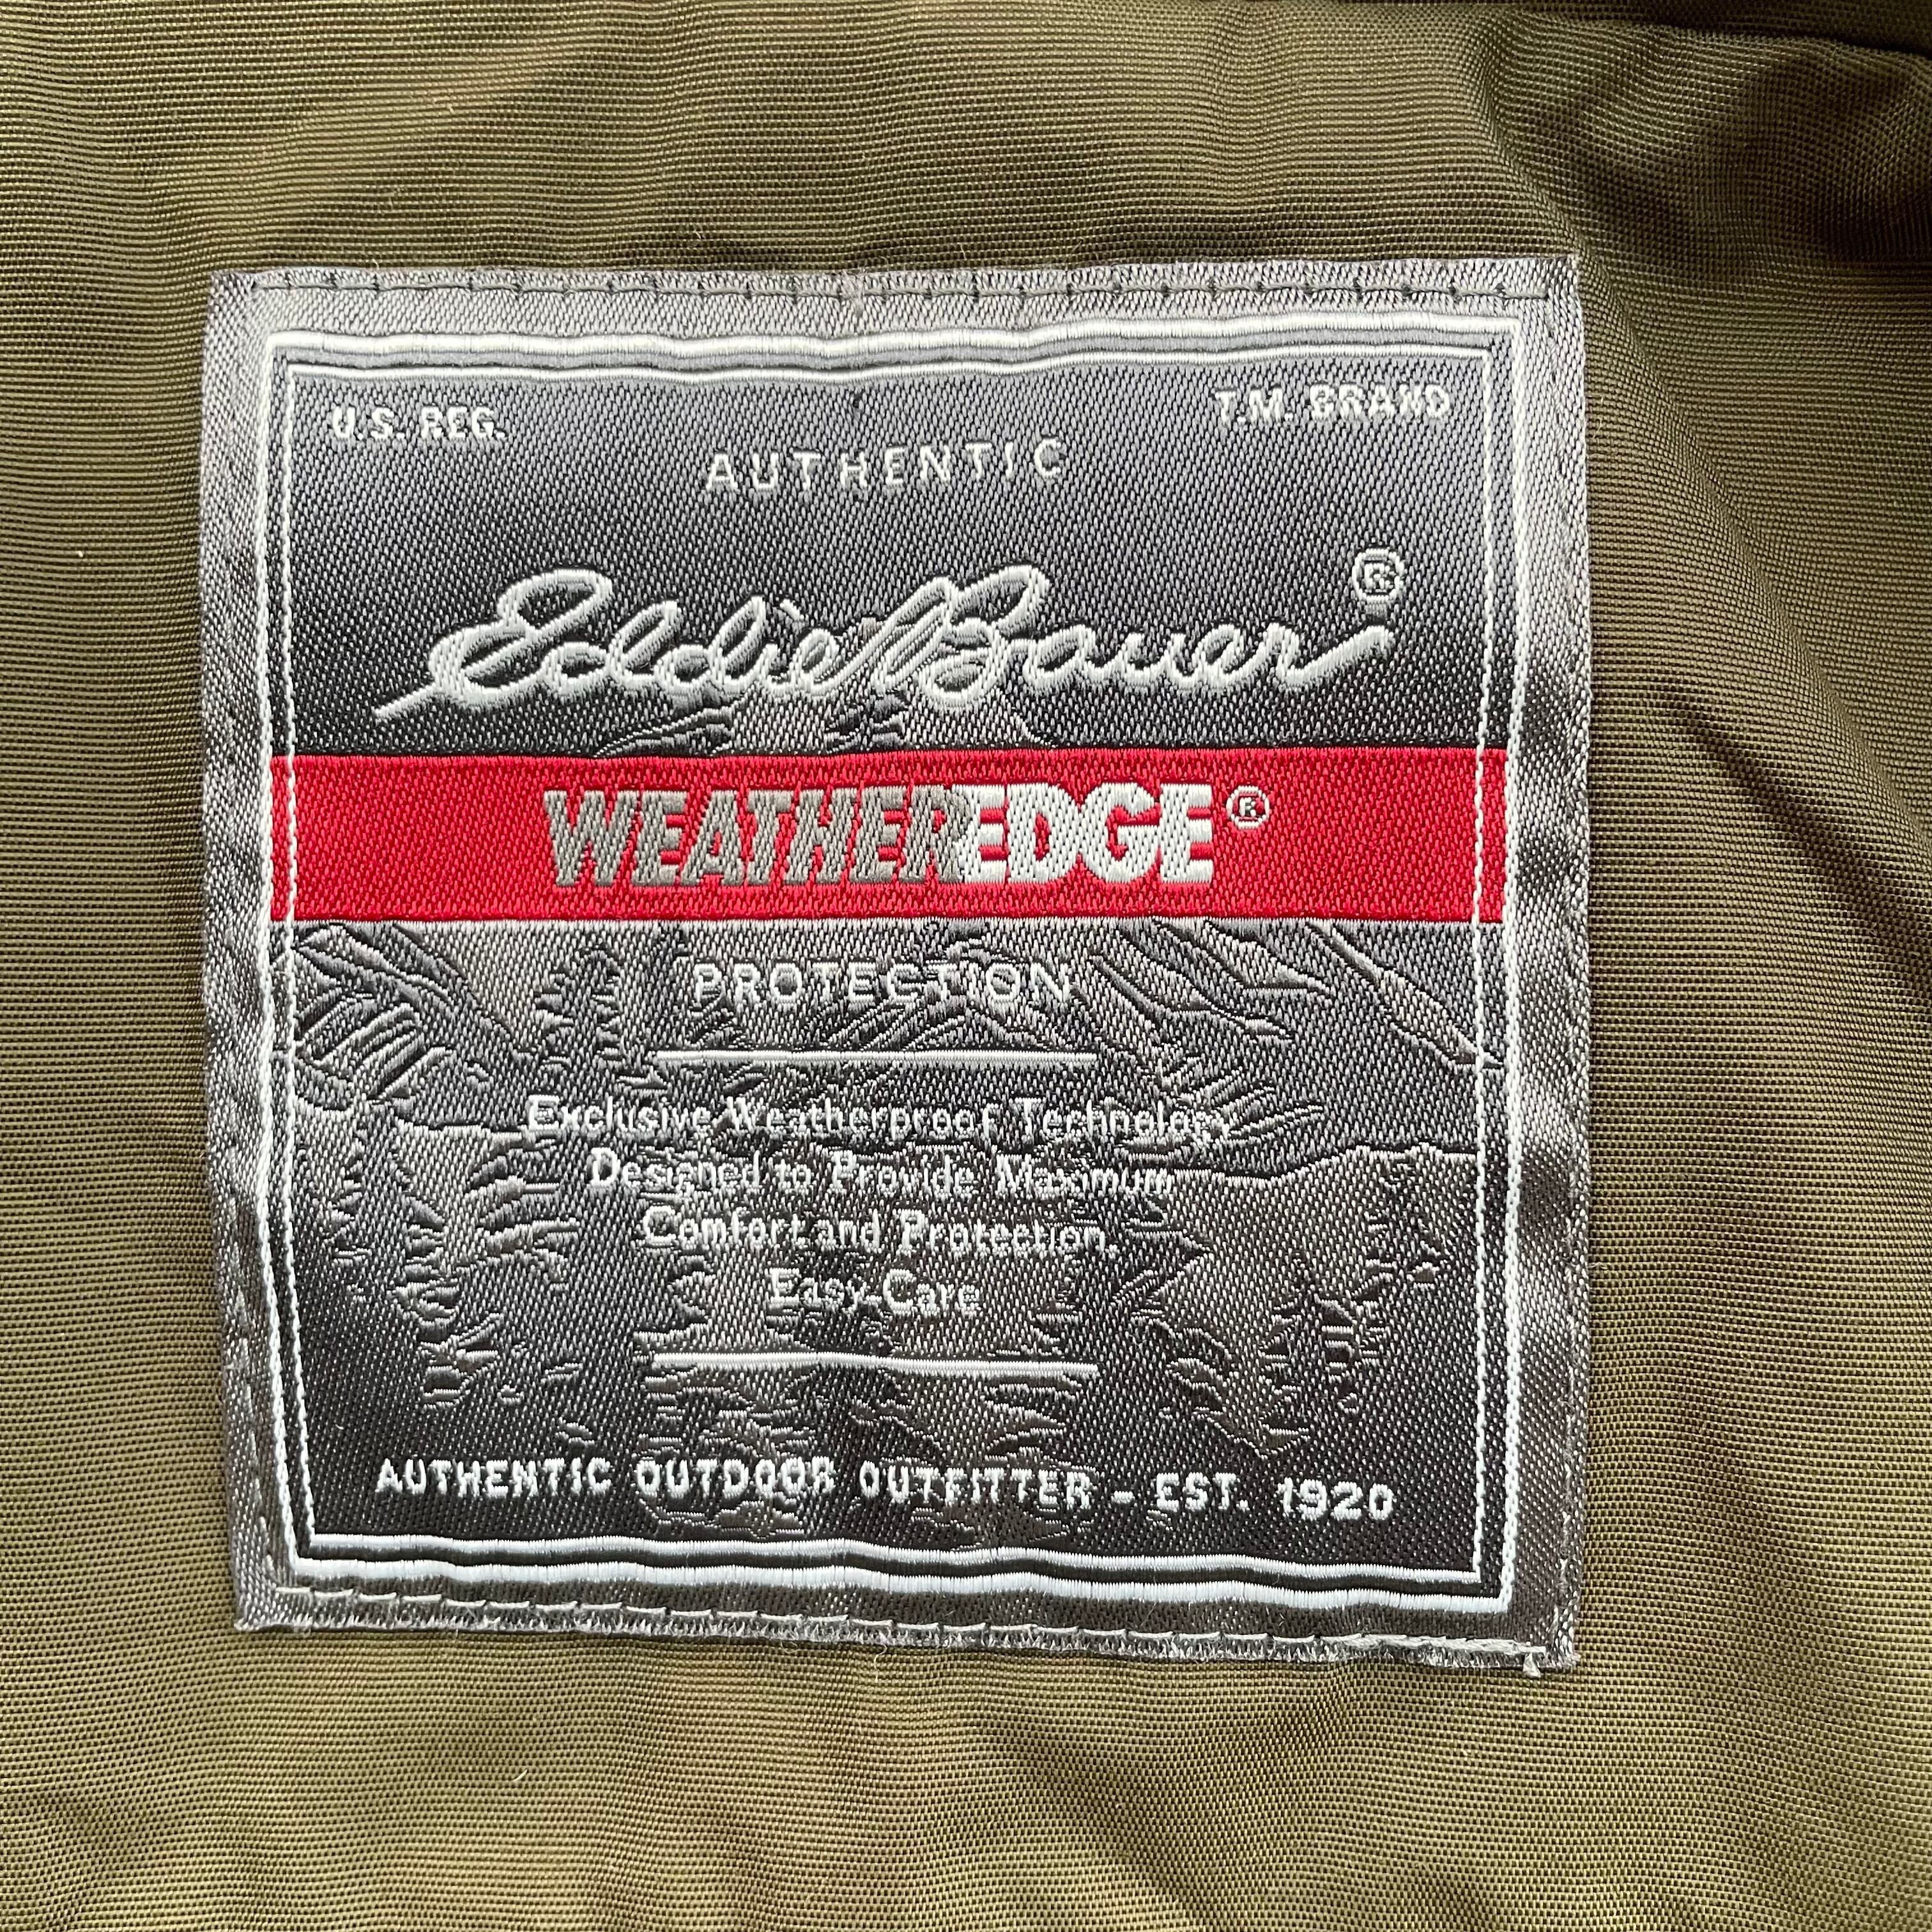 U.S. REG. T.M. BRAND
AUTHENTIC
Eddie Bauer®
WEATHEREDGE®
PROTECTION
Exclusive Weatherproof Technology
Designed to Provide Maximum
Comfort and Protection.
Easy-Care
AUTHENTIC OUTDOOR OUTFITTER - EST. 1920